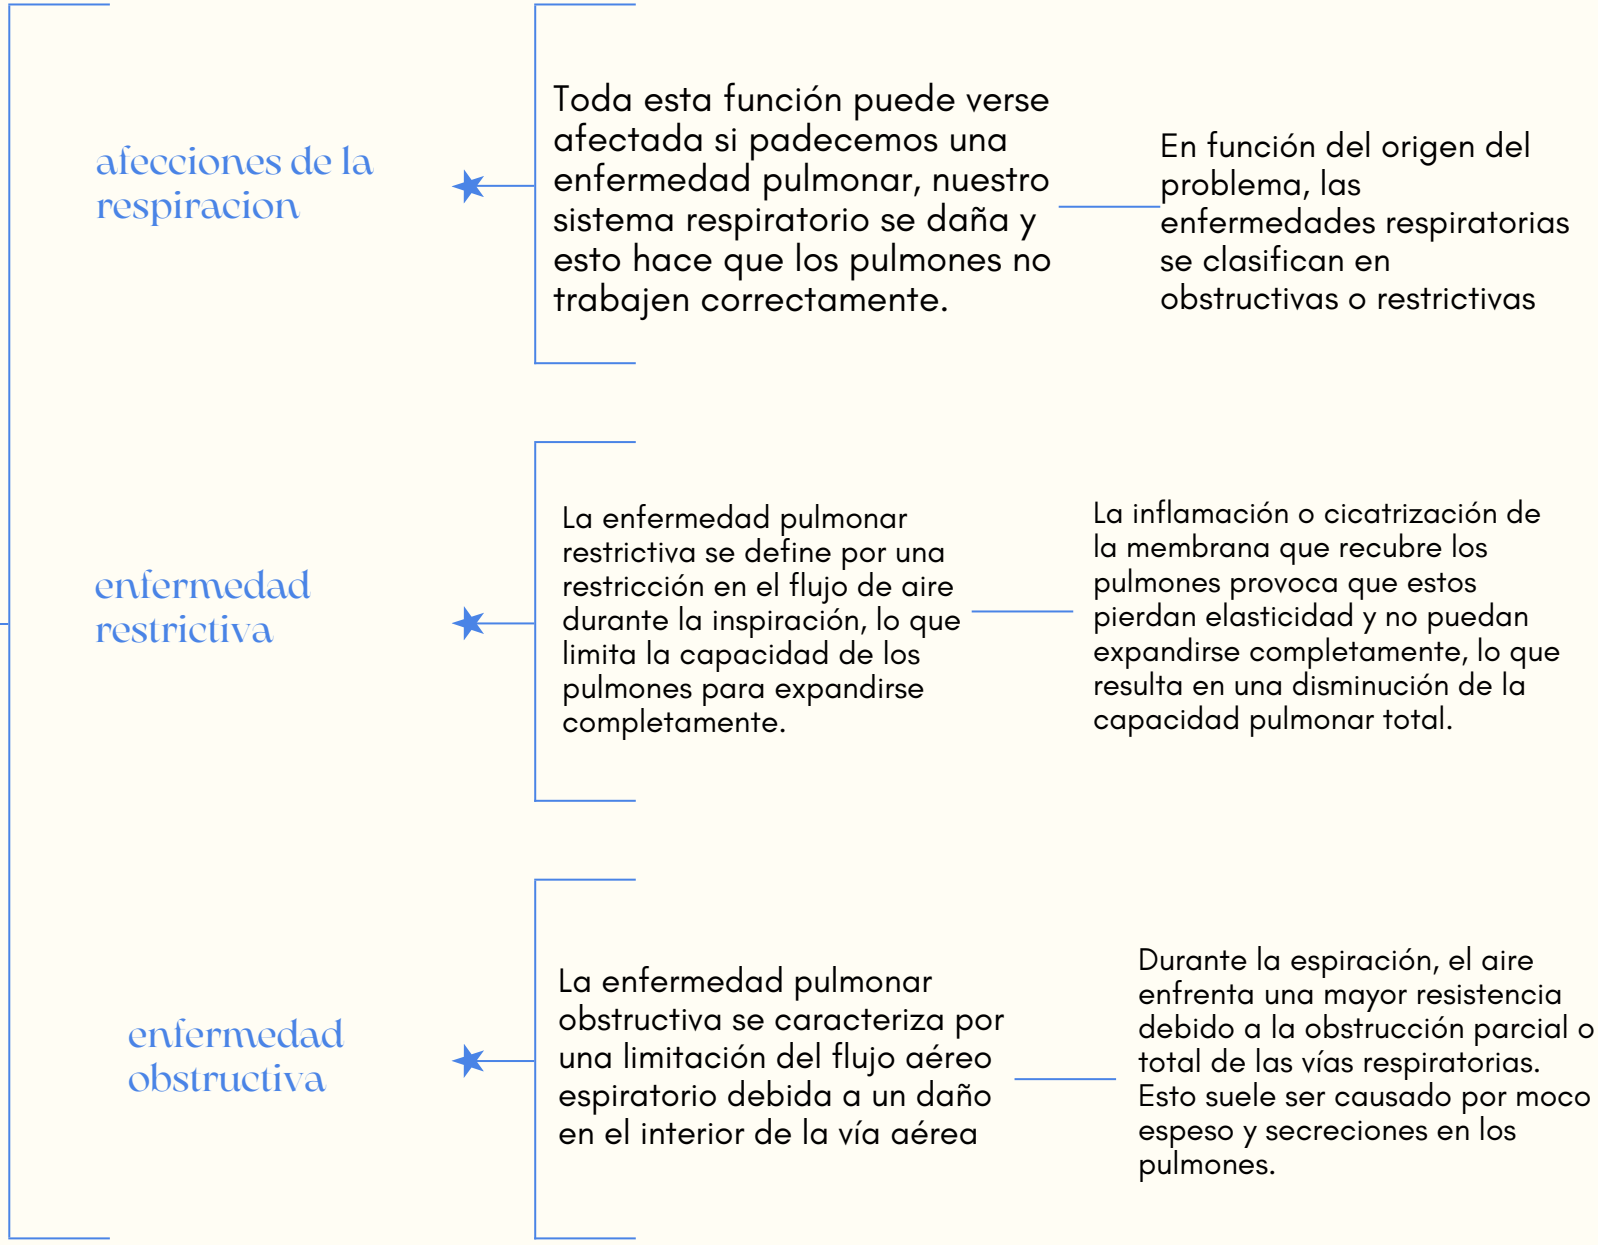 afecciones de la
respiracion
Toda esta función puede verse
afectada si padecemos una
enfermedad pulmonar, nuestro
sistema respiratorio se daña y
esto hace que los pulmones no
trabajen correctamente.
En función del origen del
problema, las
enfermedades respiratorias
se clasifican en
obstructivas o restrictivas
enfermedad
restrictiva
La enfermedad pulmonar
restrictiva se define por una
restricción en el flujo de aire
durante la inspiración, lo que
limita la capacidad de los
pulmones para expandirse
completamente.
La inflamación o cicatrización de
la membrana que recubre los
pulmones provoca que estos
pierdan elasticidad y no puedan
expandirse completamente, lo que
resulta en una disminución de la
capacidad pulmonar total.
enfermedad
obstructiva
La enfermedad pulmonar
obstructiva se caracteriza por
una limitación del flujo aéreo
espiratorio debida a un daño
en el interior de la vía aérea
Durante la espiración, el aire
enfrenta una mayor resistencia
debido a la obstrucción parcial o
total de las vías respiratorias.
Esto suele ser causado por moco
espeso y secreciones en los
pulmones.